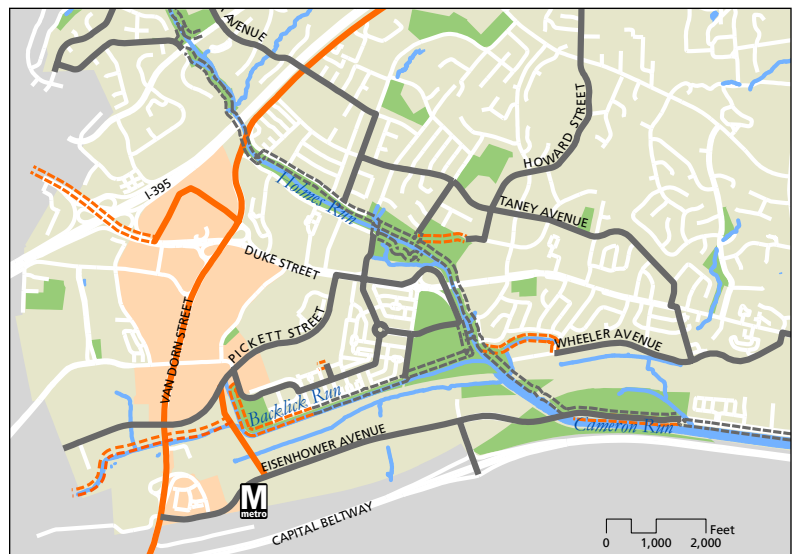 AVENUE
I-395
HOWARD STREET
Holmes Run
TANEY AVENUE
DUKE STREET
VAN DORN STREET
PICKETT STREET
WHEELER AVENUE
Backlick Run
Cameron Run
EISENHOWER AVENUE
M
metro
CAPITAL BELTWAY
Feet
0 1,000 2,000